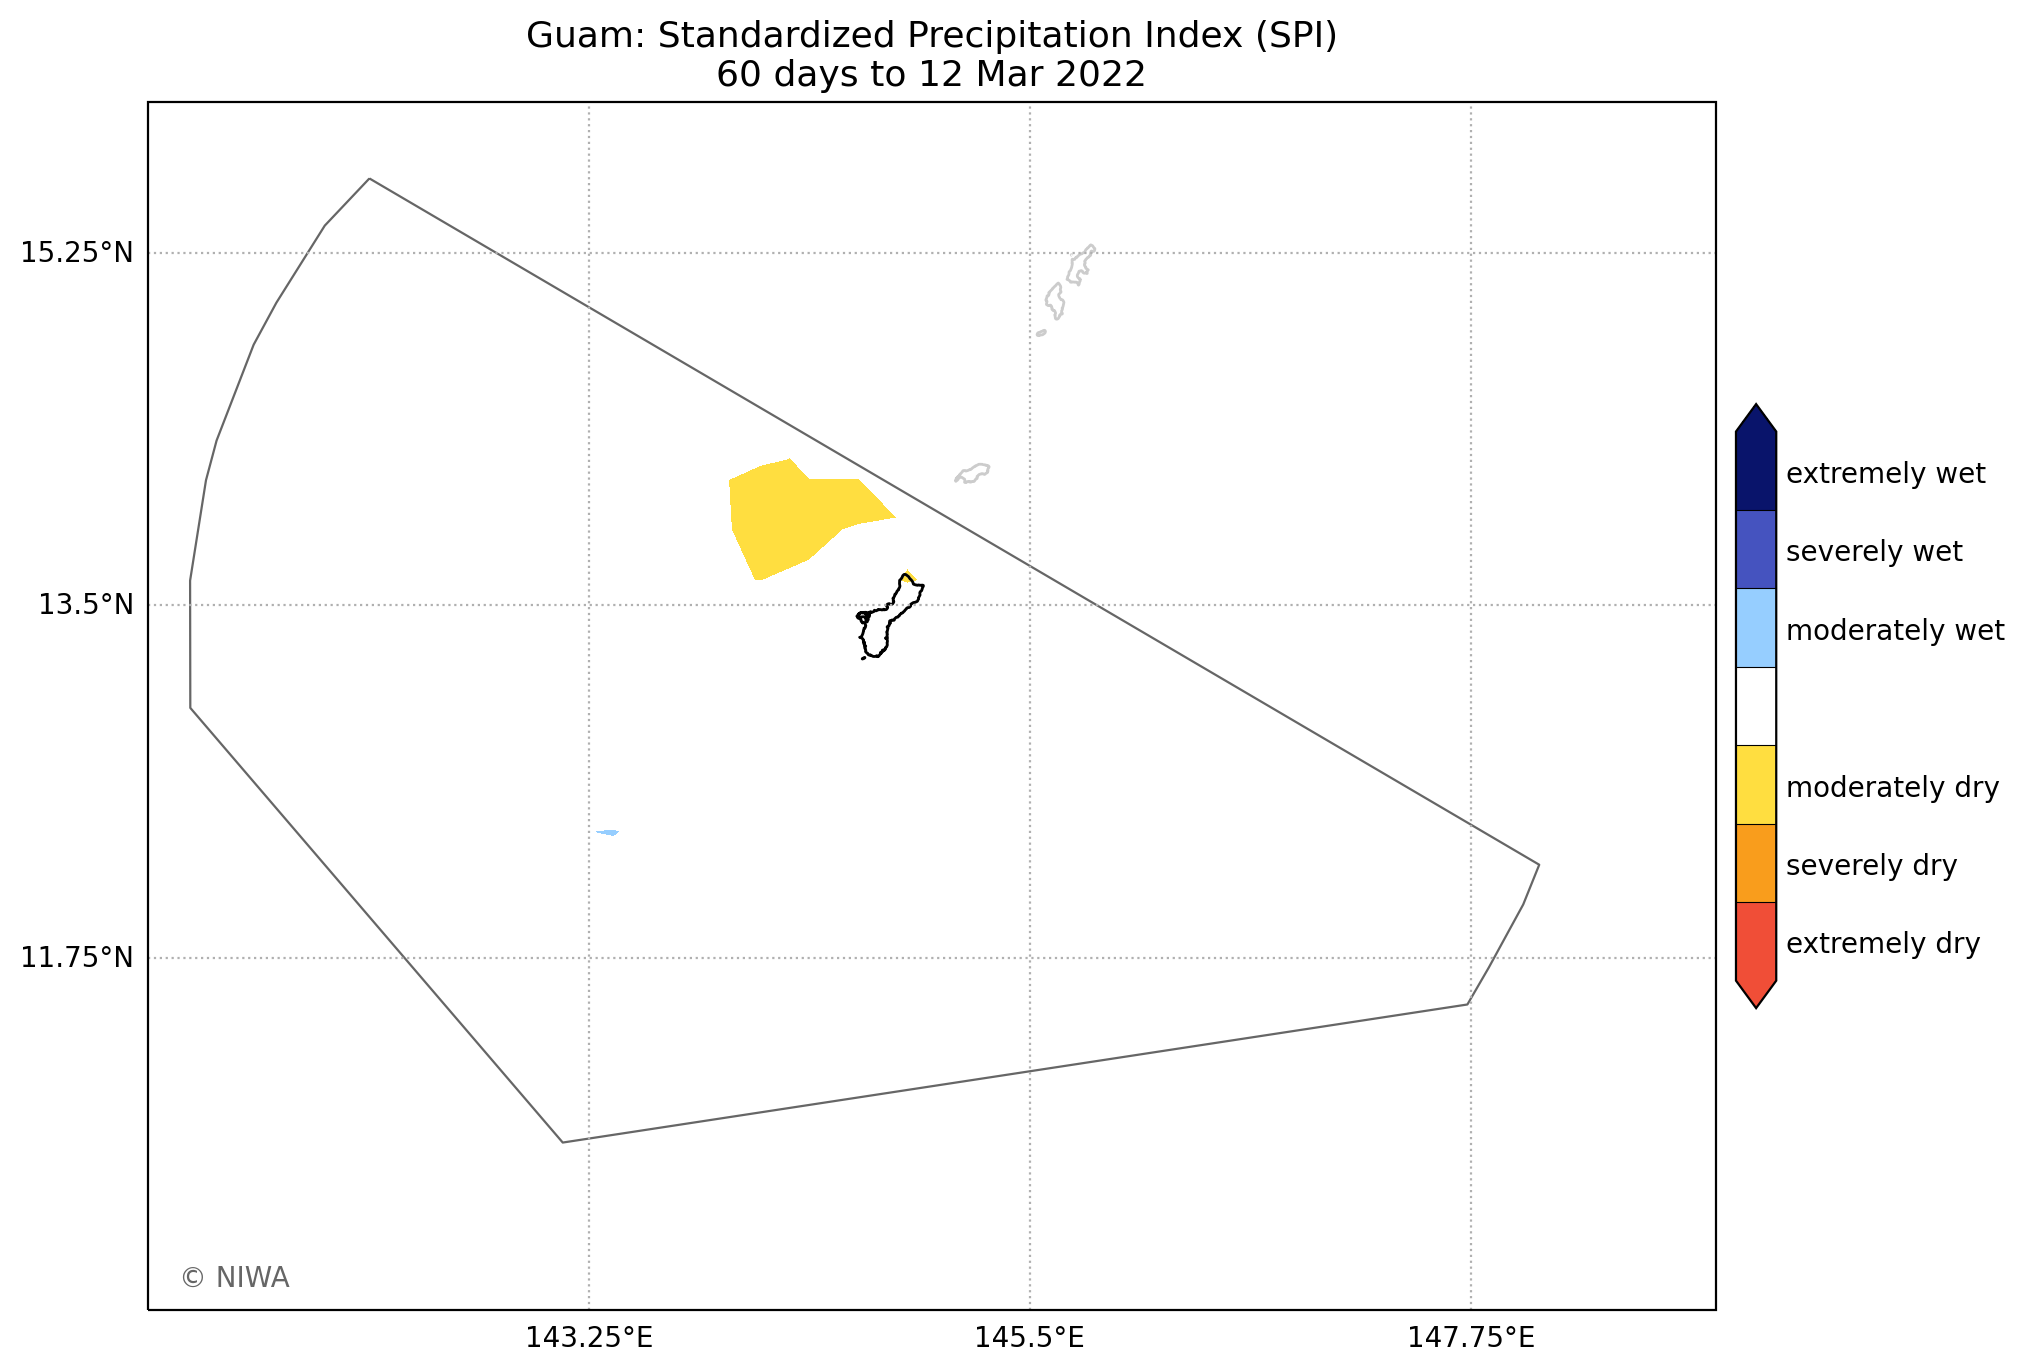 Guam: Standardized Precipitation Index (SPI)
60 days to 12 Mar 2022
15.25°N
13.5°N
11.75°N
143.25°E
145.5°E
147.75°E
extremely wet
severely wet
moderately wet
moderately dry
severely dry
extremely dry
© NIWA